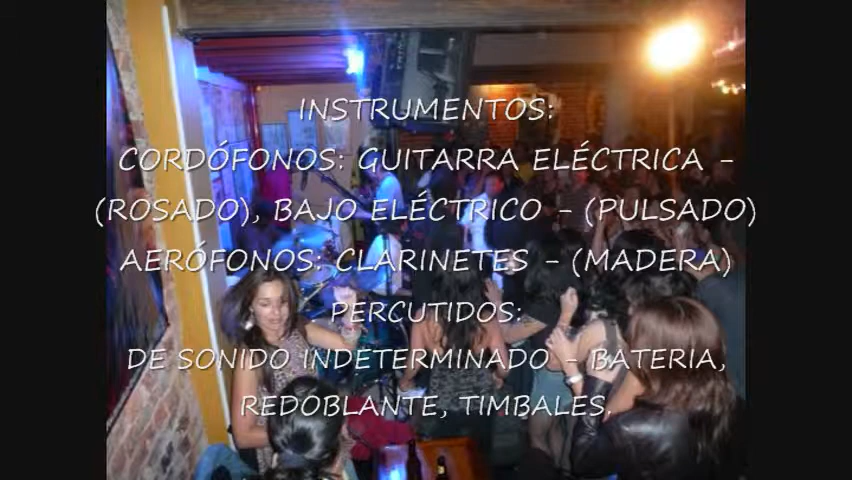 INSTRUMENTOS:
CORDÓFONOS: GUITARRA ELÉCTRICA -
(ROSADO), BAJO ELÉCTRICO - (PULSADO)
AERÓFONOS: CLARINETES - (MADERA)
PERCUTIDOS:
DE SONIDO INDETERMINADO - BATERIA,
REDOBLANTE, TIMBALES.